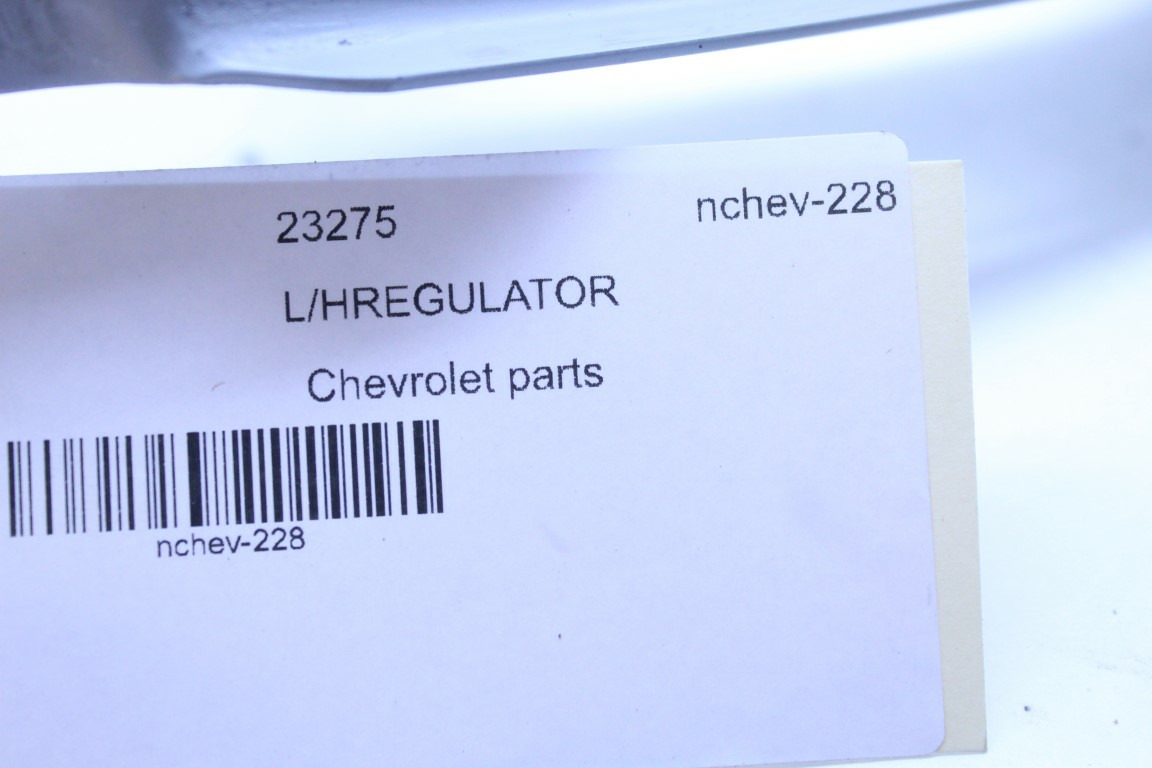 23275 nchev-228
L/HREGULATOR
Chevrolet parts
nchev-228